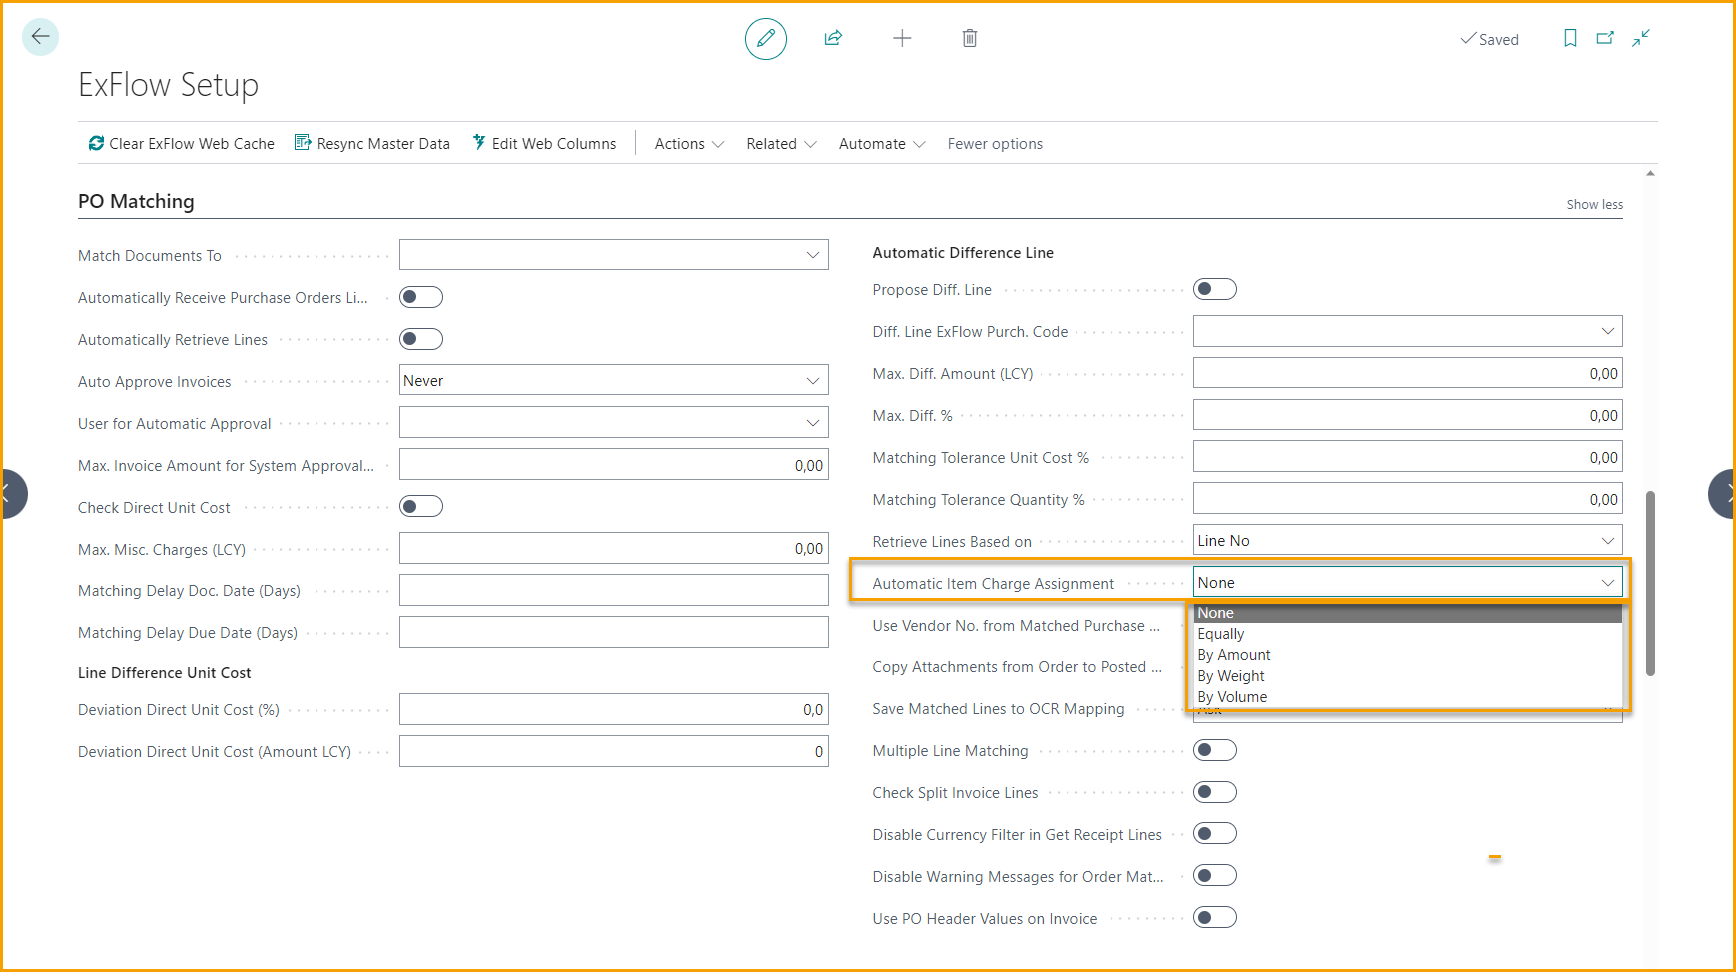 Saved
ExFlow Setup
Clear ExFlow Web Cache Resync Master Data Edit Web Columns Actions Related Automate Fewer options
PO Matching
Show less
Match Documents To
Automatically Receive Purchase Orders Li...
Automatically Retrieve Lines
Auto Approve Invoices Never
User for Automatic Approval
Max. Invoice Amount for System Approval... 0,00
Check Direct Unit Cost
Max. Misc. Charges (LCY) 0,00
Matching Delay Doc. Date (Days)
Matching Delay Due Date (Days)
Line Difference Unit Cost
Deviation Direct Unit Cost (%) 0,0
Deviation Direct Unit Cost (Amount LCY) 0
Automatic Difference Line
Propose Diff. Line
Diff. Line ExFlow Purch. Code
Max. Diff. Amount (LCY) 0,00
Max. Diff. % 0,00
Matching Tolerance Unit Cost % 0,00
Matching Tolerance Quantity % 0,00
Retrieve Lines Based on Line No
Automatic Item Charge Assignment None
None
Equally
By Amount
By Weight
By Volume
Use Vendor No. from Matched Purchase ...
Copy Attachments from Order to Posted ...
Save Matched Lines to OCR Mapping
Multiple Line Matching
Check Split Invoice Lines
Disable Currency Filter in Get Receipt Lines
Disable Warning Messages for Order Mat...
Use PO Header Values on Invoice